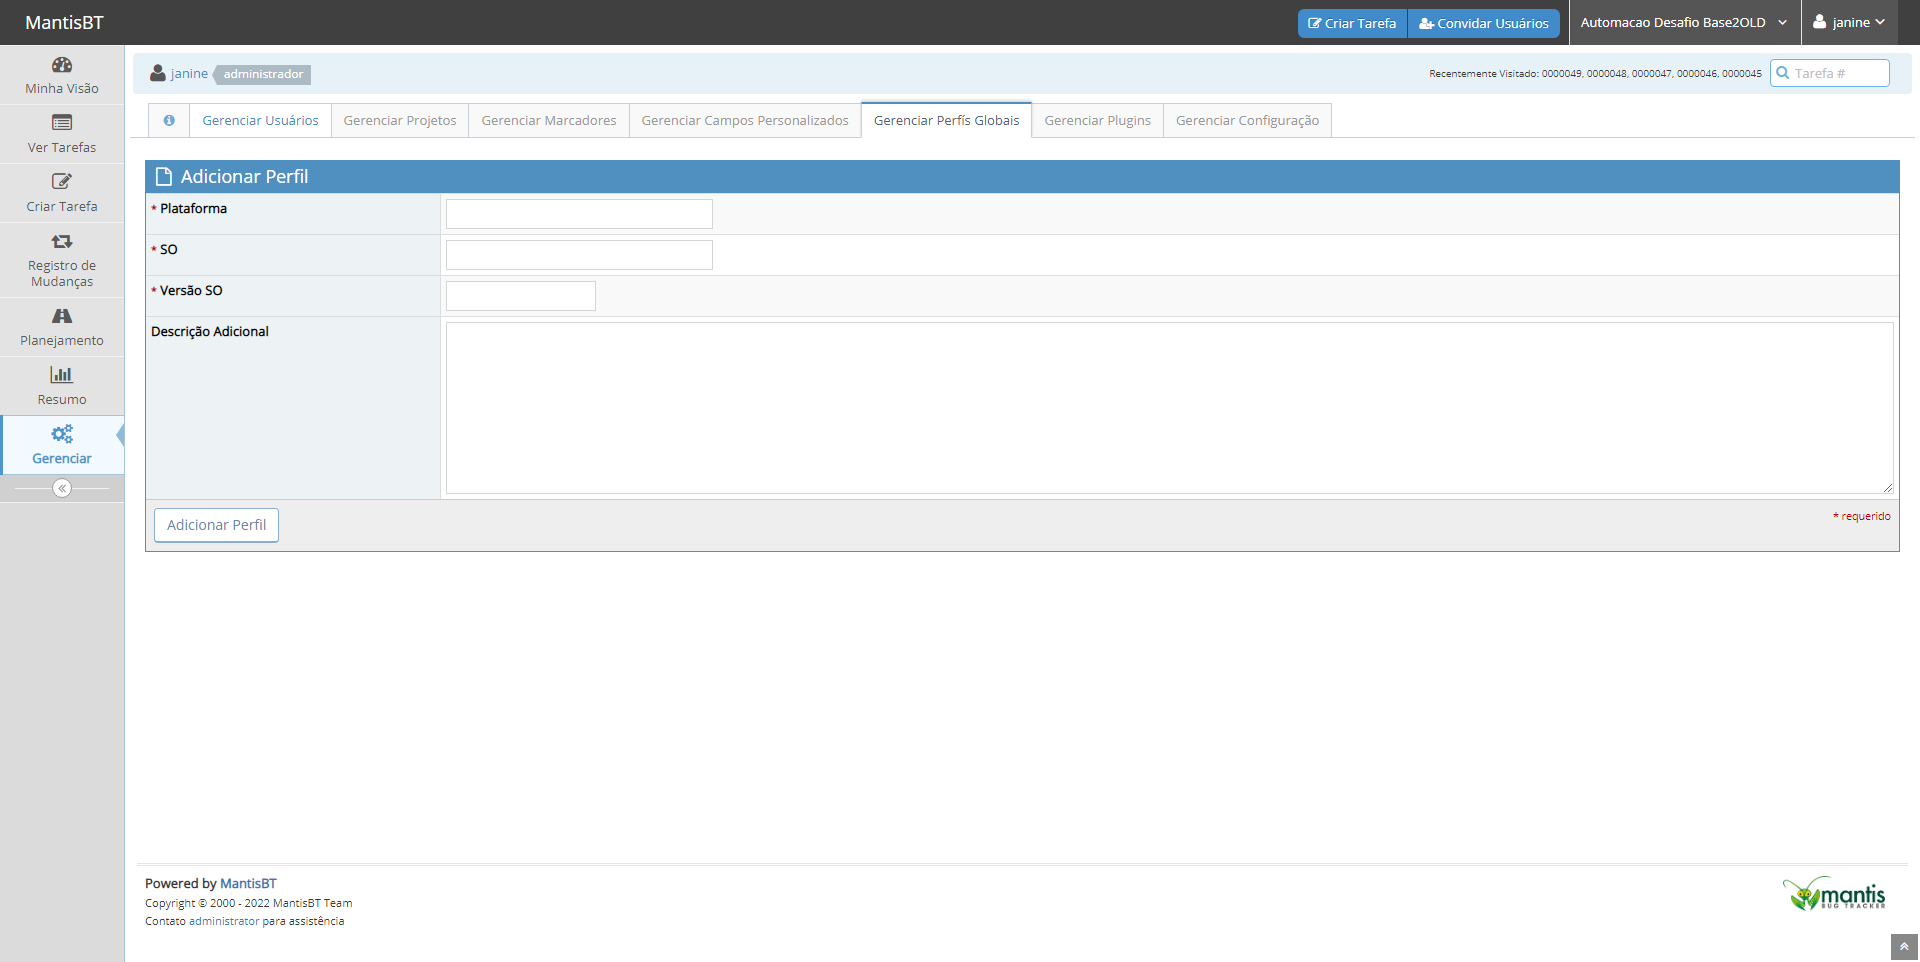 MantisBT
Criar Tarefa
Convidar Usuários
Automacao Desafio Base2OLD
janine
Minha Visão
Ver Tarefas
Criar Tarefa
Registro de
Mudanças
Planejamento
Resumo
Gerenciar
janine administrador
Recentemente Visitado: 0000049, 0000048, 0000047, 0000046, 0000045
Tarefa #
Gerenciar Usuários
Gerenciar Projetos
Gerenciar Marcadores
Gerenciar Campos Personalizados
Gerenciar Perfís Globais
Gerenciar Plugins
Gerenciar Configuração
Adicionar Perfil
* Plataforma
* SO
* Versão SO
Descrição Adicional
Adicionar Perfil
* requerido
Powered by MantisBT
Copyright © 2000 - 2022 MantisBT Team
Contato administrator para assistência
mantis
BUG TRACKER